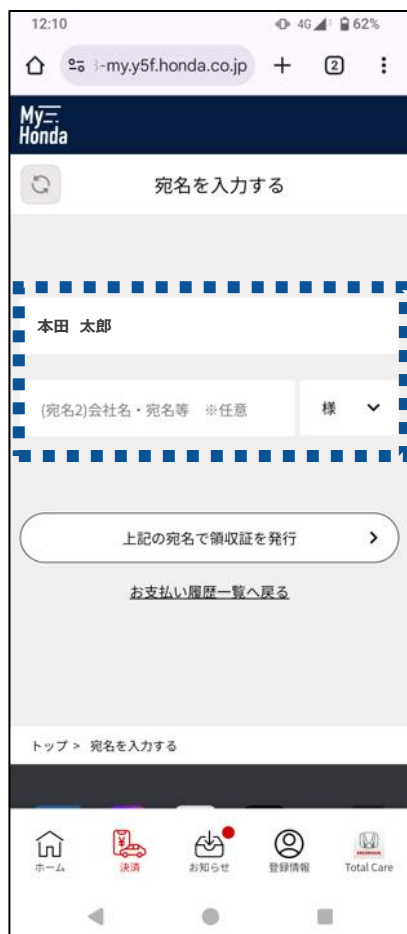 12:10 4G 62%
-my.y5f.honda.co.jp 2
My
Honda
宛名を入力する
本田 太郎
(宛名2)会社名・宛名等 ※任意 様
上記の宛名で領収証を発行
お支払い履歴一覧へ戻る
トップ > 宛名を入力する
ホーム 決済 お知らせ 登録情報 Total Care